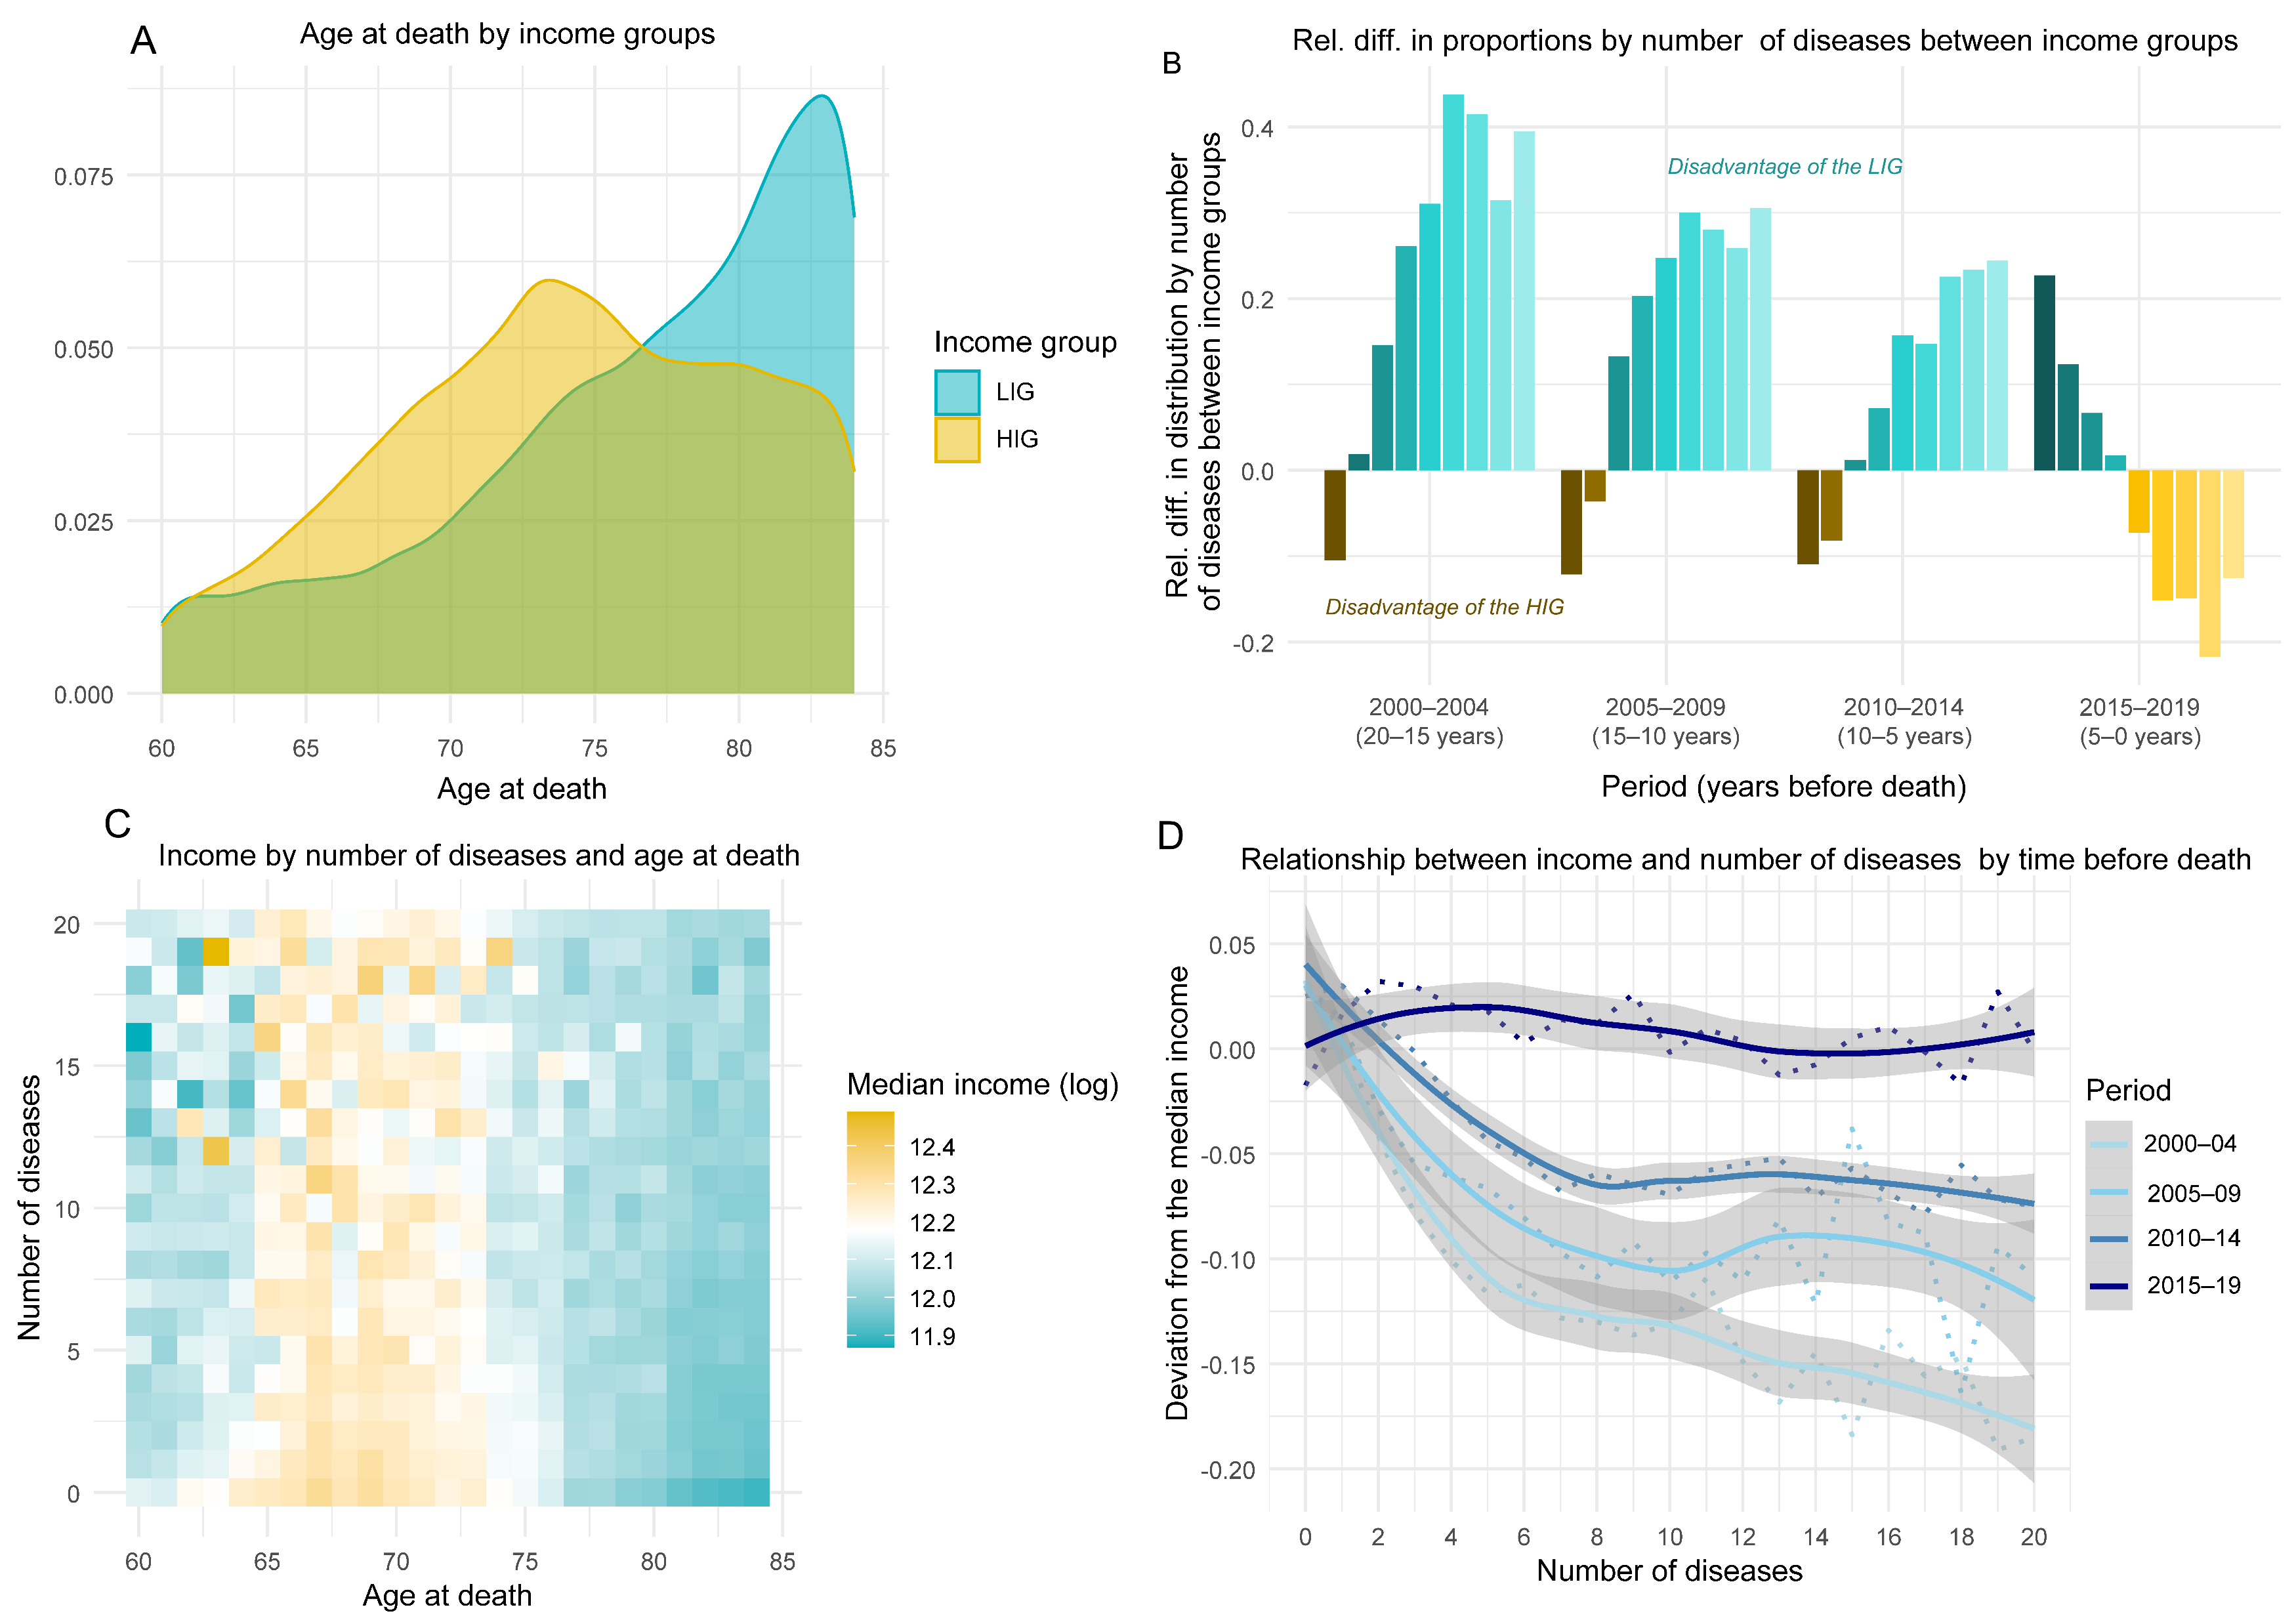 A
Age at death by income groups
0.075
0.050
0.025
0.000
60 65 70 75 80 85
Age at death
Income group
LIG
HIG
B
Rel. diff. in proportions by number of diseases between income groups
Rel. diff. in distribution by number
of diseases between income groups
0.4
0.2
0.0
-0.2
Disadvantage of the LIG
Disadvantage of the HIG
2000–2004 2005–2009 2010–2014 2015–2019
(20–15 years) (15–10 years) (10–5 years) (5–0 years)
Period (years before death)
C
Income by number of diseases and age at death
Number of diseases
20
15
10
5
0
60 65 70 75 80 85
Age at death
Median income (log)
12.4
12.3
12.2
12.1
12.0
11.9
D
Relationship between income and number of diseases by time before death
Deviation from the median income
0.05
0.00
-0.05
-0.10
-0.15
-0.20
0 2 4 6 8 10 12 14 16 18 20
Number of diseases
Period
2000–04
2005–09
2010–14
2015–19